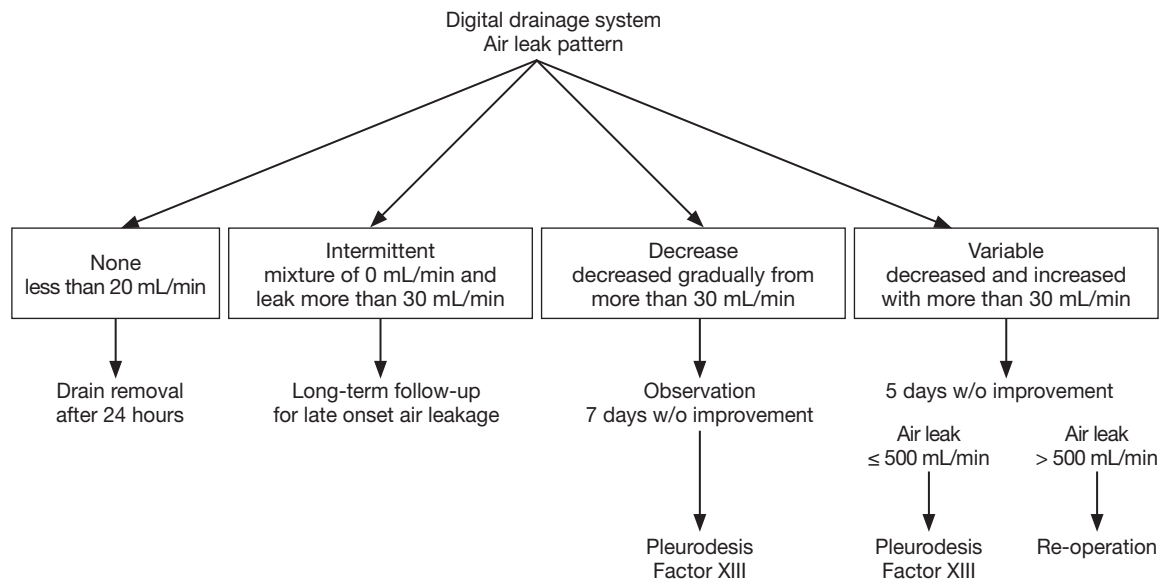 Digital drainage system
Air leak pattern
None
less than 20 mL/min
Intermittent
mixture of 0 mL/min and
leak more than 30 mL/min
Decrease
decreased gradually from
more than 30 mL/min
Variable
decreased and increased
with more than 30 mL/min
Drain removal
after 24 hours
Long-term follow-up
for late onset air leakage
Observation
7 days w/o improvement
5 days w/o improvement
Air leak
≤ 500 mL/min
Air leak
> 500 mL/min
Pleurodesis
Factor XIII
Pleurodesis
Factor XIII
Re-operation